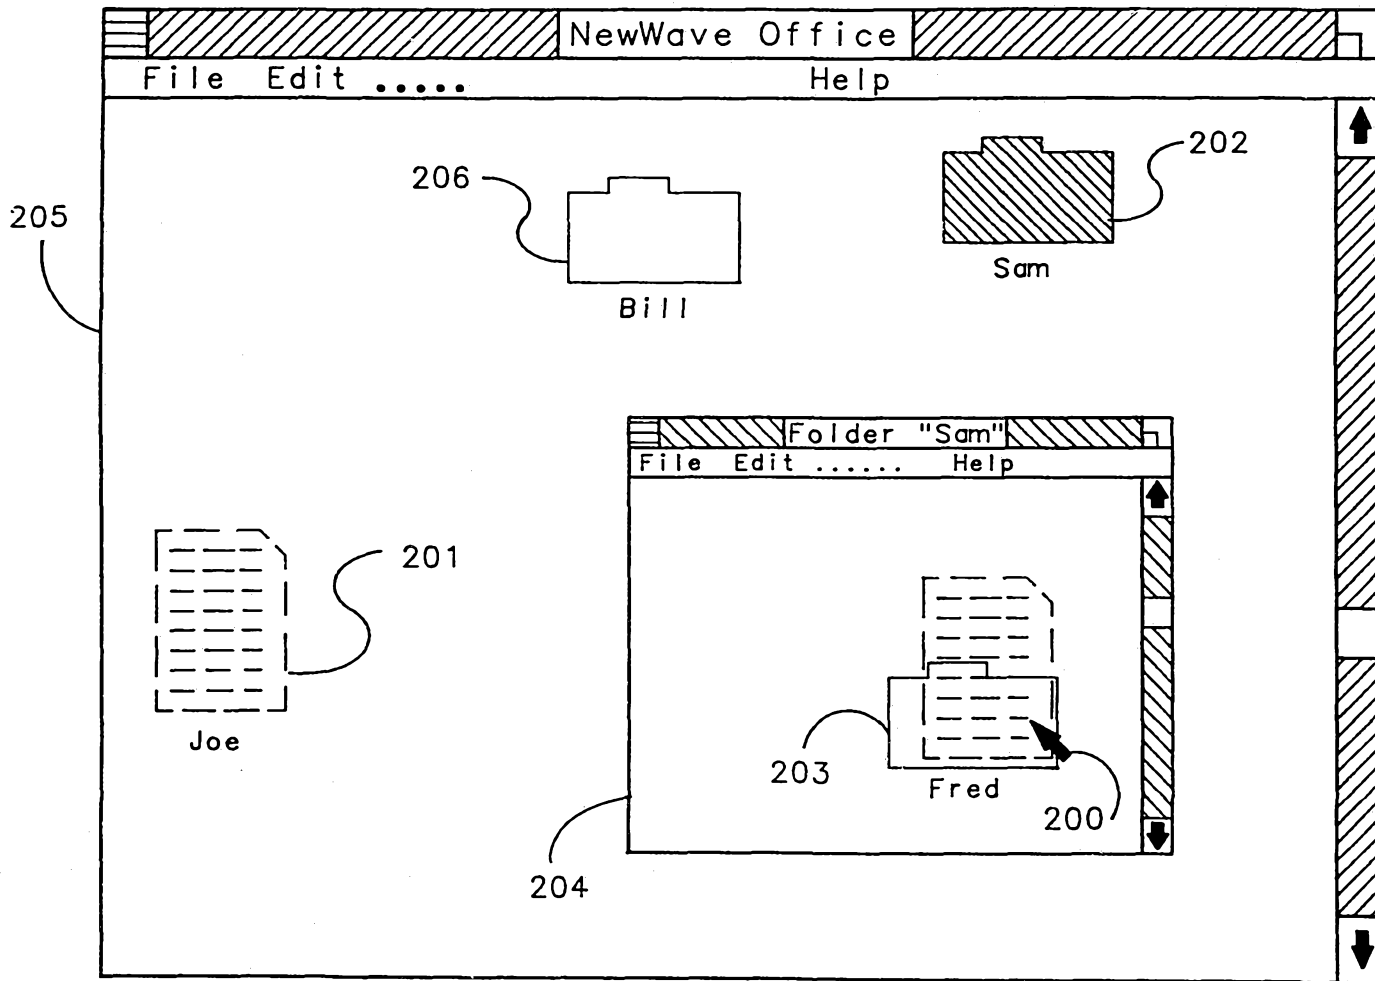 NewWave Office
File Edit ..... Help
202
206
205
Sam
Bill
Folder "Sam"
File Edit ...... Help
201
Joe
203
Fred
200
204